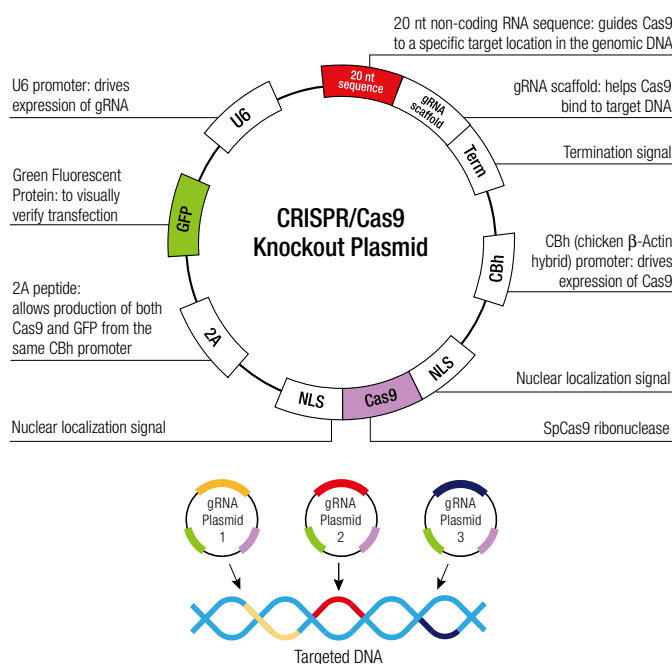 20 nt non-coding RNA sequence: guides Cas9
to a specific target location in the genomic DNA
U6 promoter: drives
expression of gRNA
20 nt
sequence
gRNA
scaffold
gRNA scaffold: helps Cas9
bind to target DNA
U6
Term
Termination signal
Green Fluorescent
Protein: to visually
verify transfection
GFP
CRISPR/Cas9
Knockout Plasmid
CBh
CBh (chicken β-Actin
hybrid) promoter: drives
expression of Cas9
2A peptide:
allows production of both
Cas9 and GFP from the
same CBh promoter
2A
NLS
Nuclear localization signal
NLS
Cas9
Nuclear localization signal
SpCas9 ribonuclease
gRNA
Plasmid
1
gRNA
Plasmid
2
gRNA
Plasmid
3
Targeted DNA